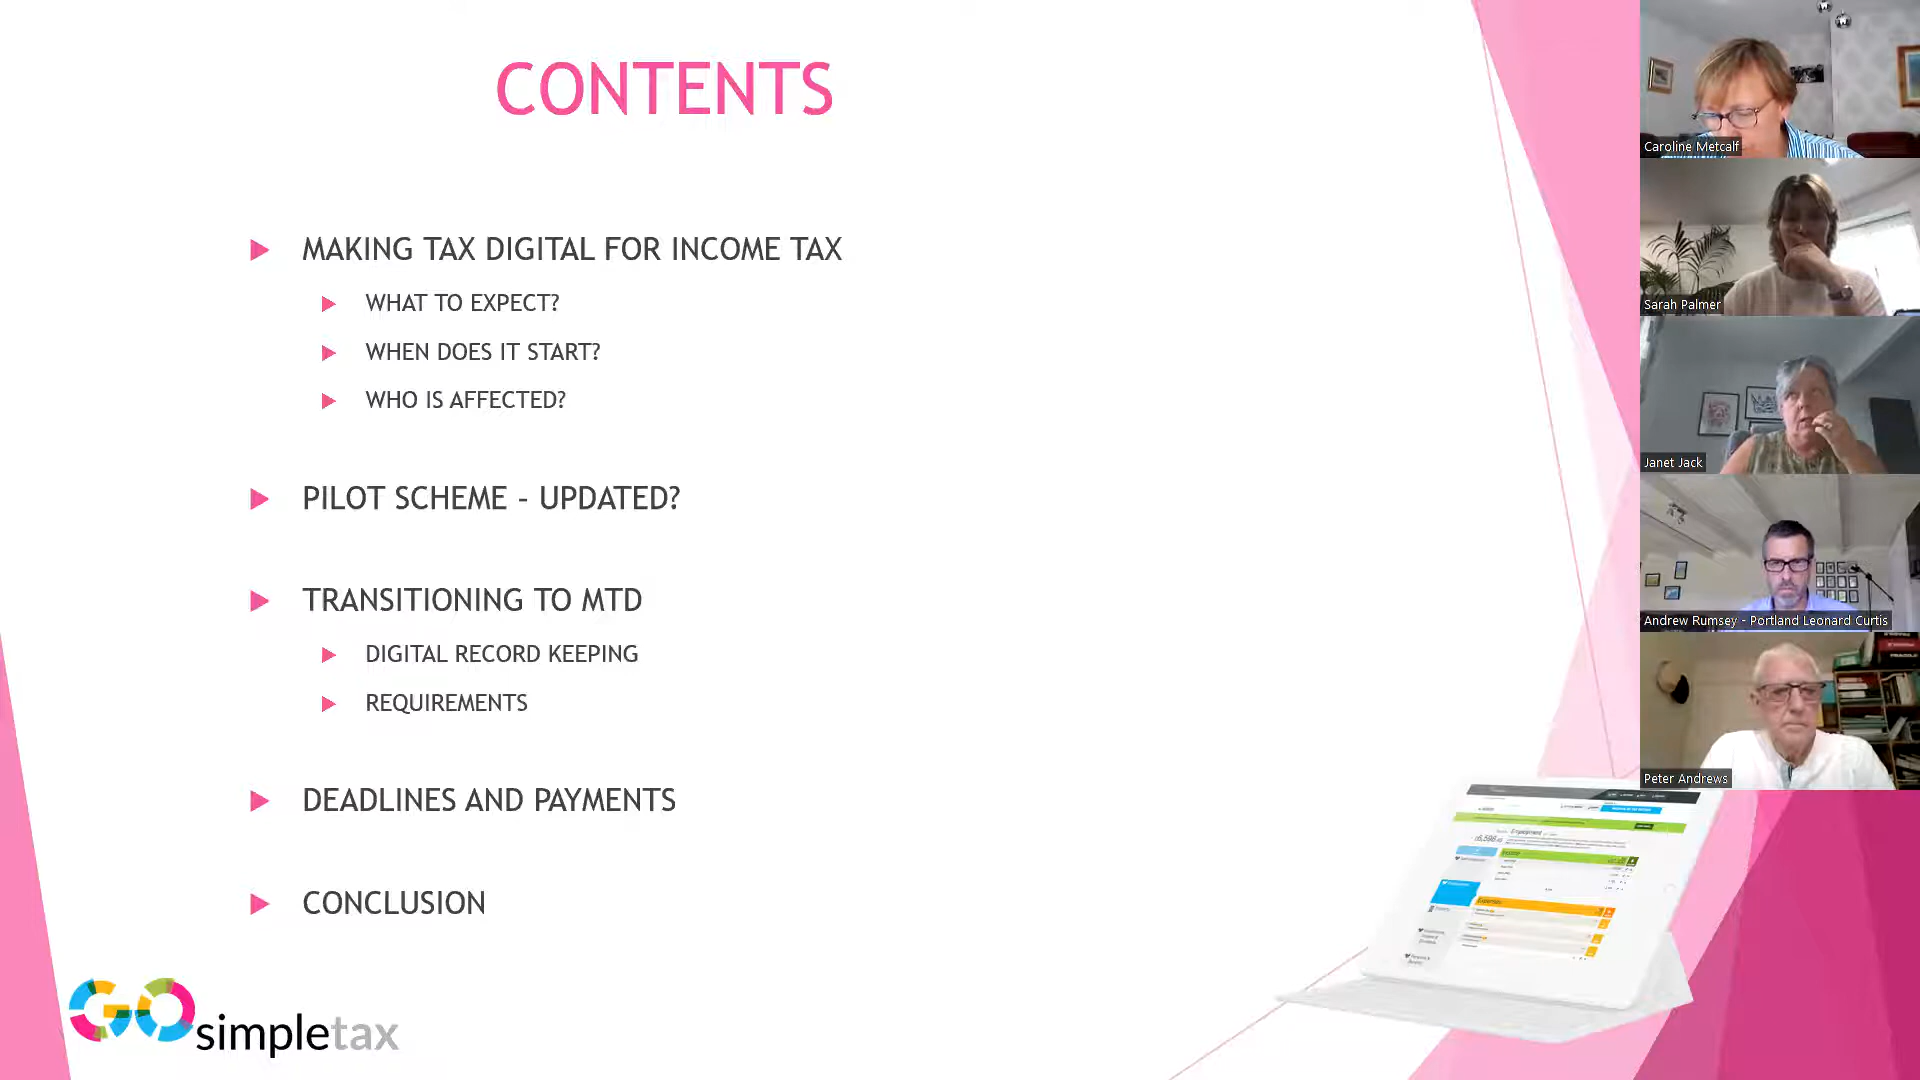 CONTENTS
MAKING TAX DIGITAL FOR INCOME TAX
WHAT TO EXPECT?
WHEN DOES IT START?
WHO IS AFFECTED?
PILOT SCHEME - UPDATED?
TRANSITIONING TO MTD
DIGITAL RECORD KEEPING
REQUIREMENTS
DEADLINES AND PAYMENTS
CONCLUSION
GO simpletax
Caroline Metcalf
Sarah Palmer
Janet Jack
Andrew Rumsey - Portland Leonard Curtis
Peter Andrews
Employment
Expenses